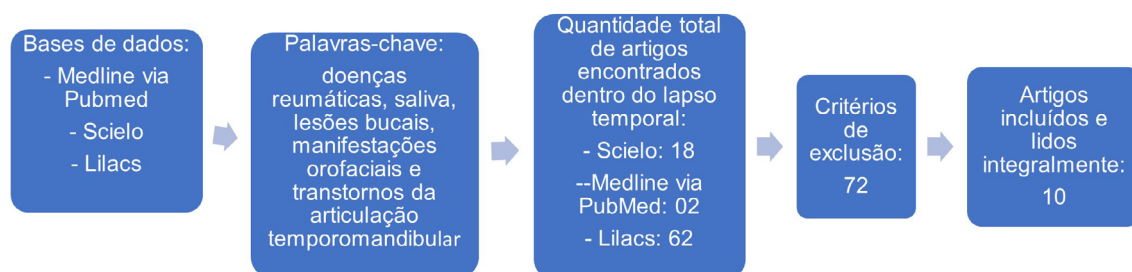 Bases de dados:
- Medline via
Pubmed
- Scielo
- Lilacs
Palavras-chave:
doenças
reumáticas, saliva,
lesões bucais,
manifestações
orofaciais e
transtornos da
articulação
temporomandibular
Quantidade total
de artigos
encontrados
dentro do lapso
temporal:
- Scielo: 18
--Medline via
PubMed: 02
- Lilacs: 62
Critérios
de
exclusão:
72
Artigos
incluídos e
lidos
integralmente:
10